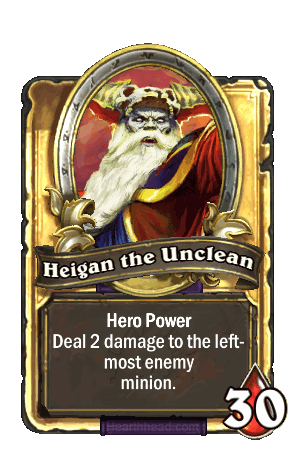 Heigan the Unclean
Hero Power
Deal 2 damage to the left-
most enemy
minion.
30
Hearthhead.com